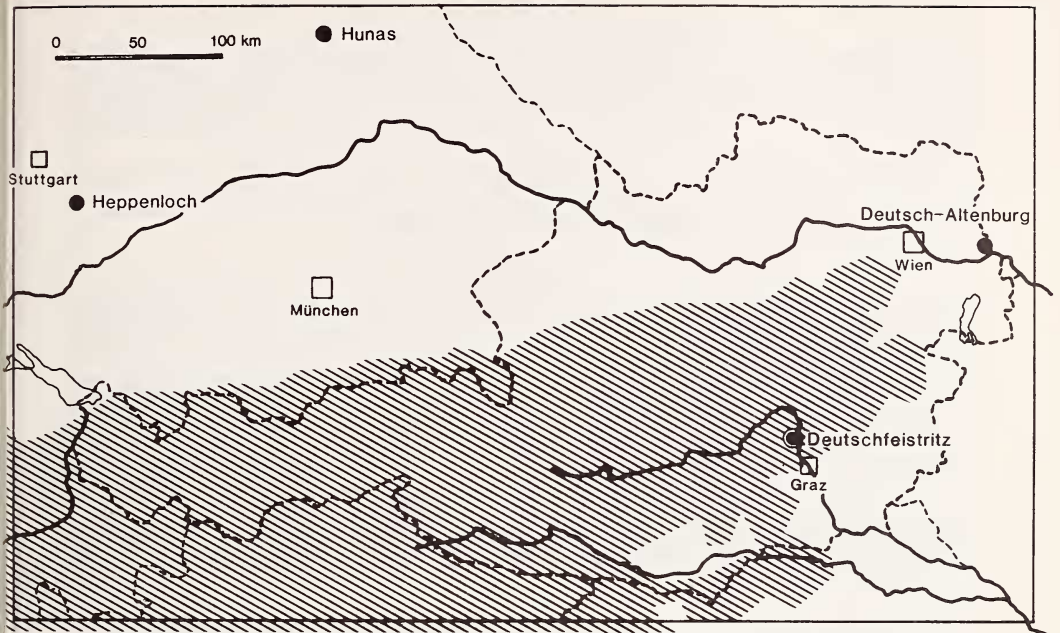 Hunas
0 50 100 km
Stuttgart
Heppenloch
Deutsch-Altenburg
Wien
München
Deutschfeistritz
Graz